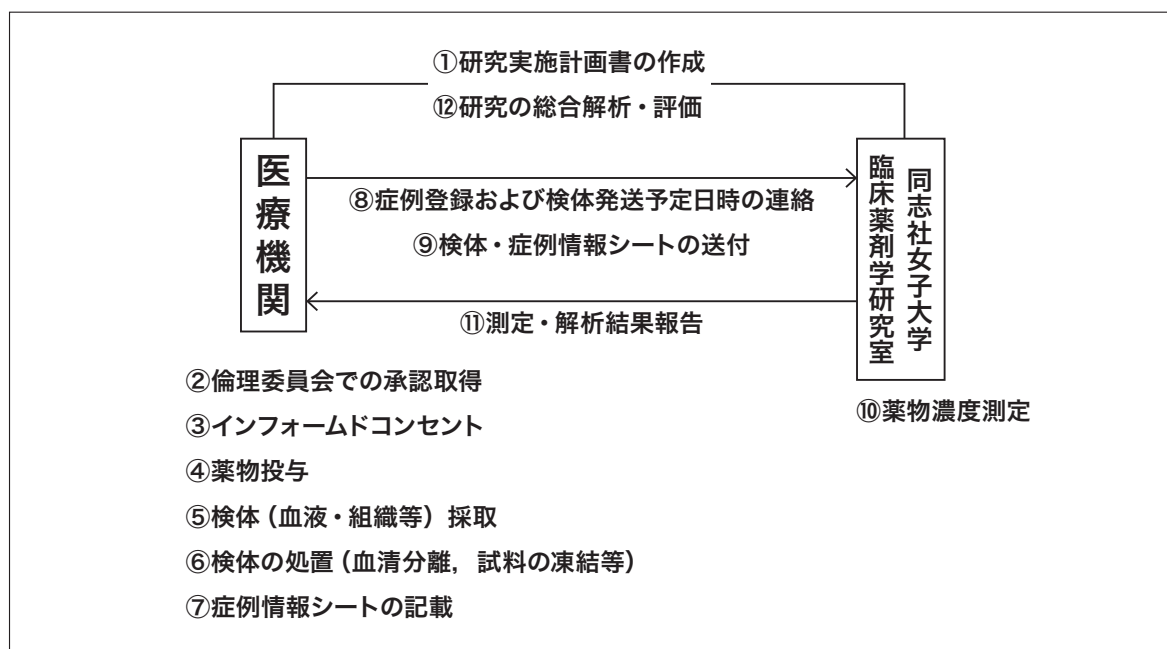 ①研究実施計画書の作成
⑫研究の総合解析・評価
医療機関
⑧症例登録および検体発送予定日時の連絡
⑨検体・症例情報シートの送付
⑪測定・解析結果報告
同志社女子大学
臨床薬剤学研究室
②倫理委員会での承認取得
③インフォームドコンセント
④薬物投与
⑤検体（血液・組織等）採取
⑥検体の処置（血清分離，試料の凍結等）
⑦症例情報シートの記載
⑩薬物濃度測定